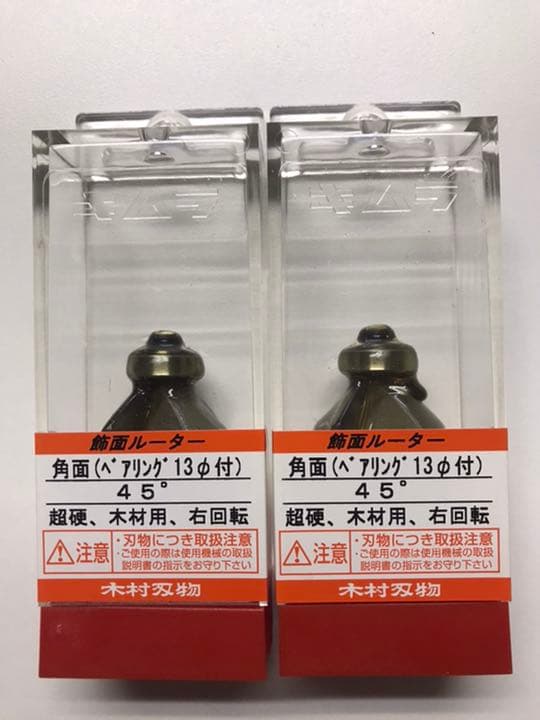 キムラ
飾面ルーター
角面(ﾍﾞｱﾘﾝｸﾞ13φ付)
45°
超硬、木材用、右回転
注意
・刃物につき取扱注意
・ご使用の際は使用機械の取扱
説明書の指示をお守り下さい
木村刃物
キムラ
飾面ルーター
角面(ﾍﾞｱﾘﾝｸﾞ13φ付)
45°
超硬、木材用、右回転
注意
・刃物につき取扱注意
・ご使用の際は使用機械の取扱
説明書の指示をお守り下さい
木村刃物